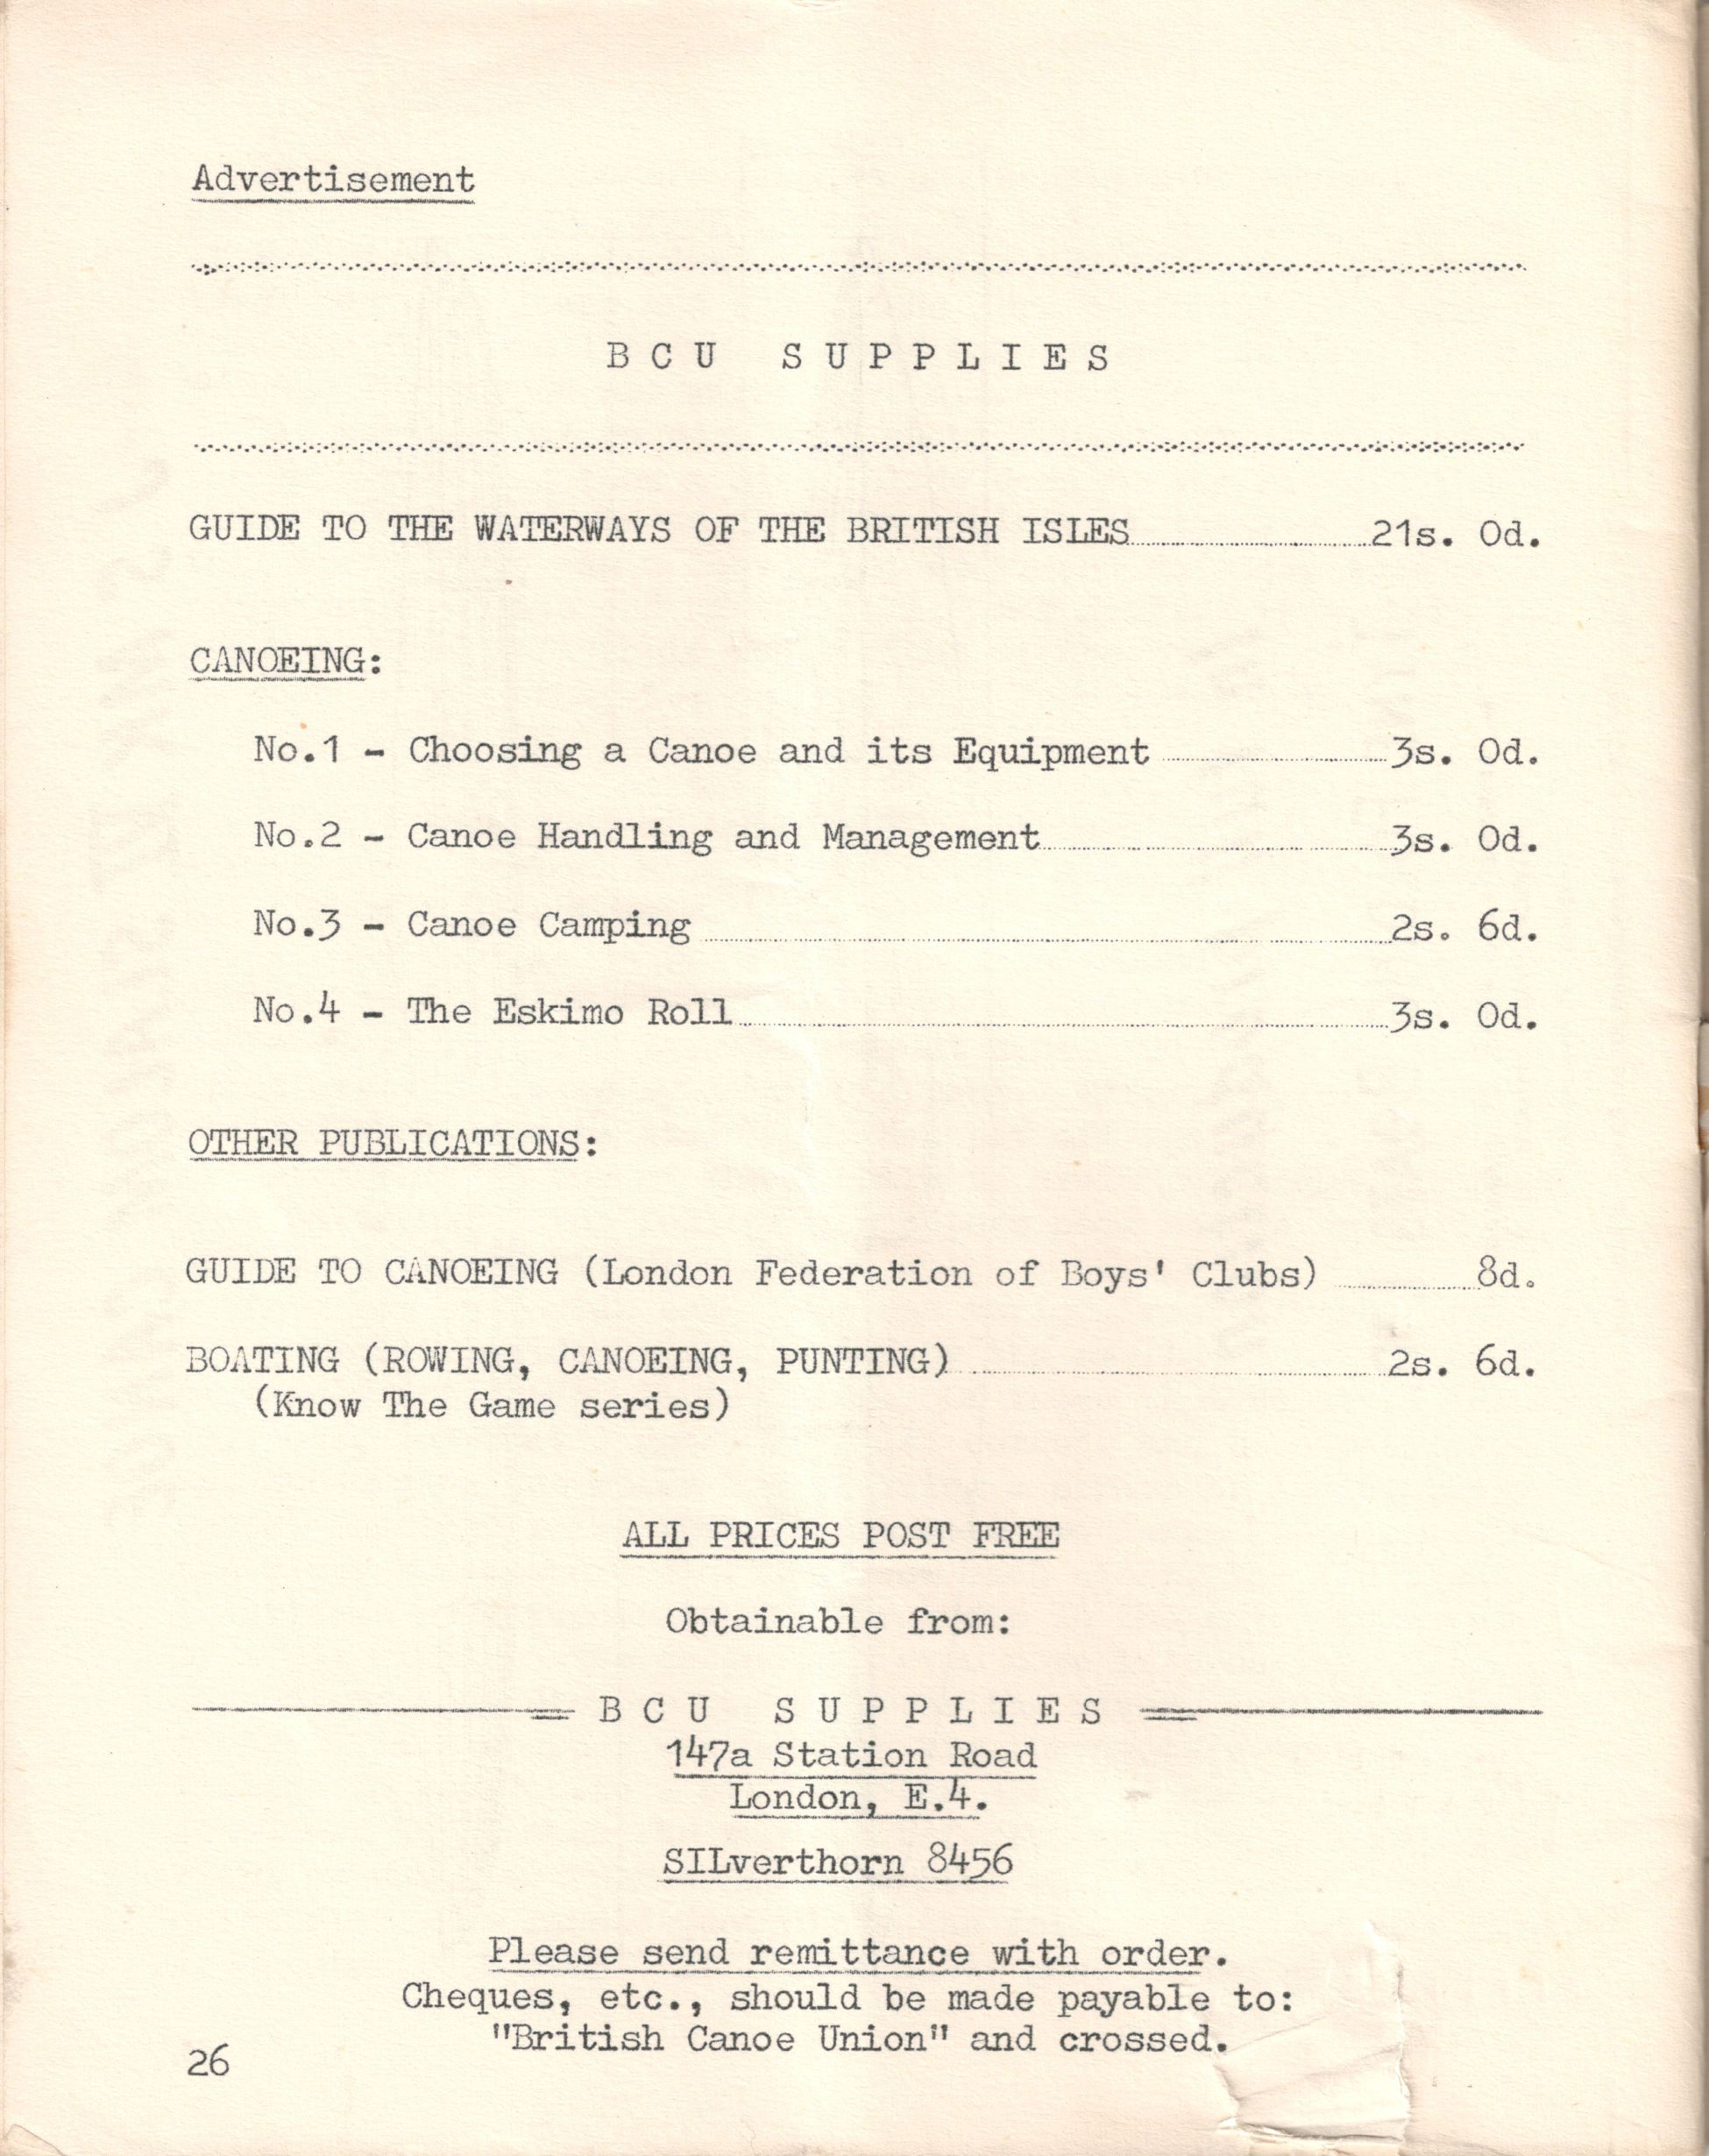 Advertisement
BCU SUPPLIES
GUIDE TO THE WATERWAYS OF THE BRITISH ISLES 21s. 0d.
CANOEING:
No.1 - Choosing a Canoe and its Equipment 3s. 0d.
No.2 - Canoe Handling and Management 3s. 0d.
No.3 - Canoe Camping 2s. 6d.
No.4 - The Eskimo Roll 3s. 0d.
OTHER PUBLICATIONS:
GUIDE TO CANOEING (London Federation of Boys' Clubs) 8d.
BOATING (ROWING, CANOEING, PUNTING) 2s. 6d.
(Know The Game series)
ALL PRICES POST FREE
Obtainable from:
BCU SUPPLIES
147a Station Road
London, E.4.
SILverthorn 8456
Please send remittance with order.
Cheques, etc., should be made payable to:
"British Canoe Union" and crossed.
26